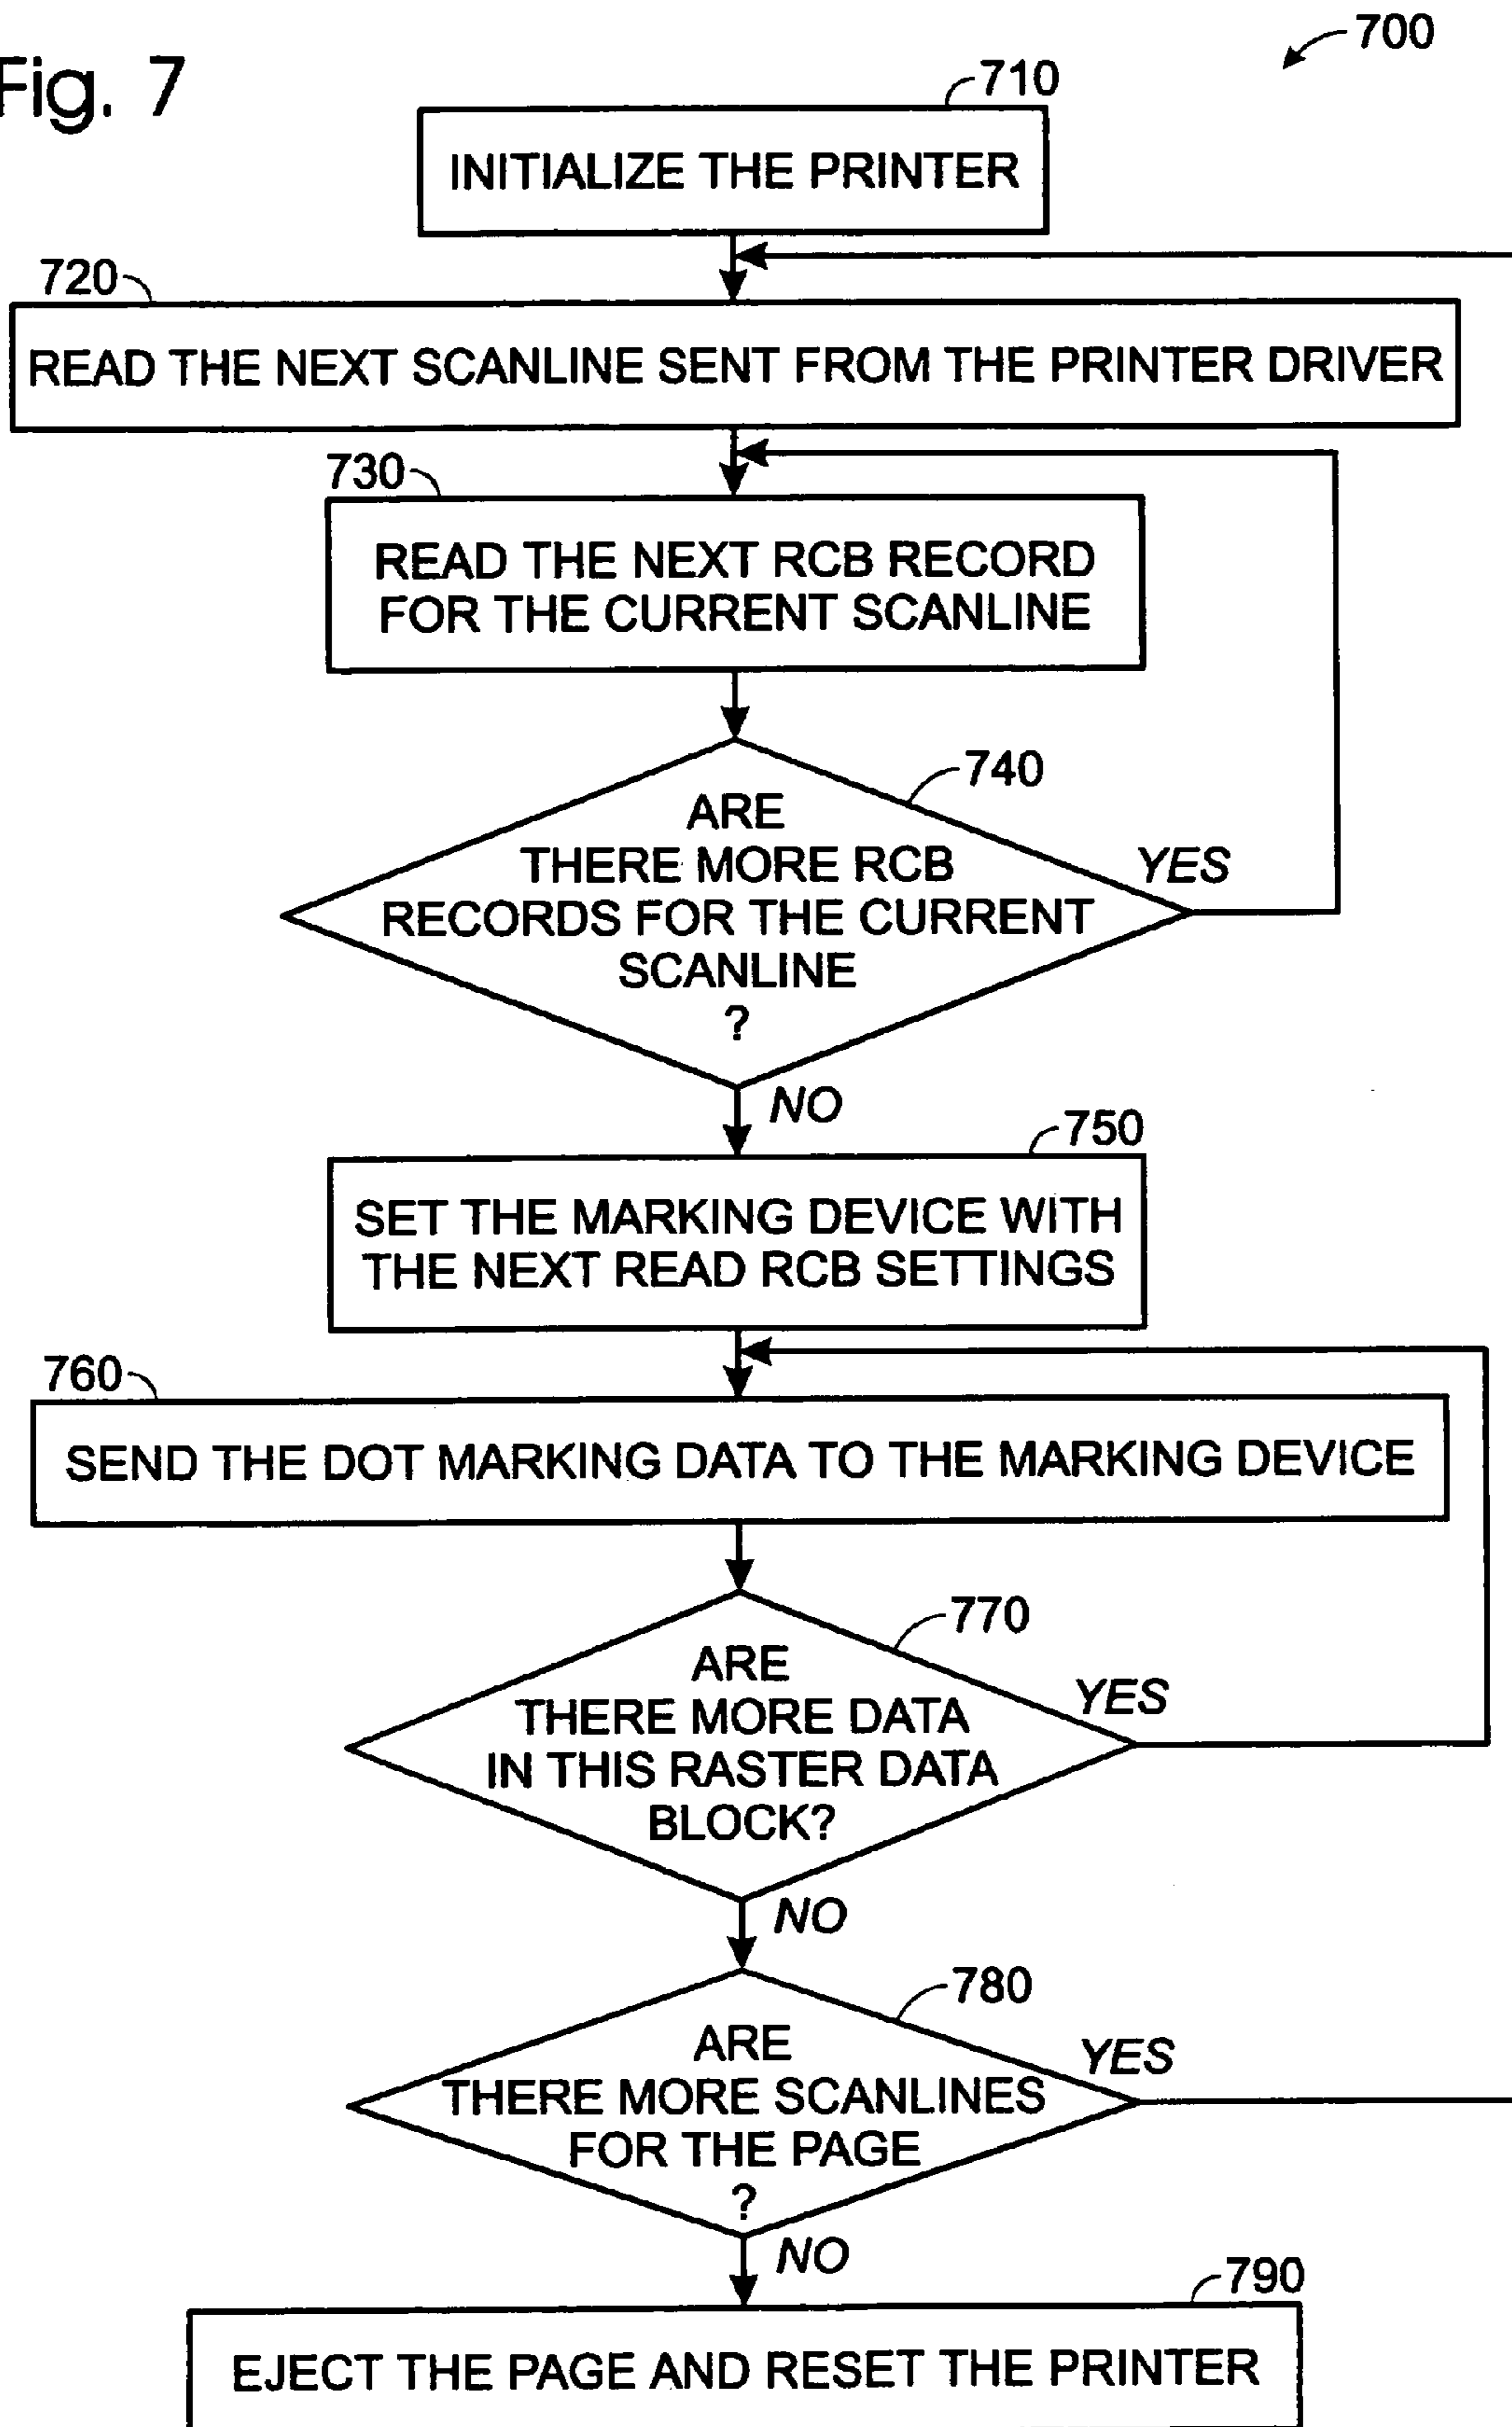 Fig. 7
700
710
INITIALIZE THE PRINTER
720
READ THE NEXT SCANLINE SENT FROM THE PRINTER DRIVER
730
READ THE NEXT RCB RECORD
FOR THE CURRENT SCANLINE
740
ARE
THERE MORE RCB
RECORDS FOR THE CURRENT
SCANLINE
?
YES
NO
750
SET THE MARKING DEVICE WITH
THE NEXT READ RCB SETTINGS
760
SEND THE DOT MARKING DATA TO THE MARKING DEVICE
770
ARE
THERE MORE DATA
IN THIS RASTER DATA
BLOCK?
YES
NO
780
ARE
THERE MORE SCANLINES
FOR THE PAGE
?
YES
NO
790
EJECT THE PAGE AND RESET THE PRINTER